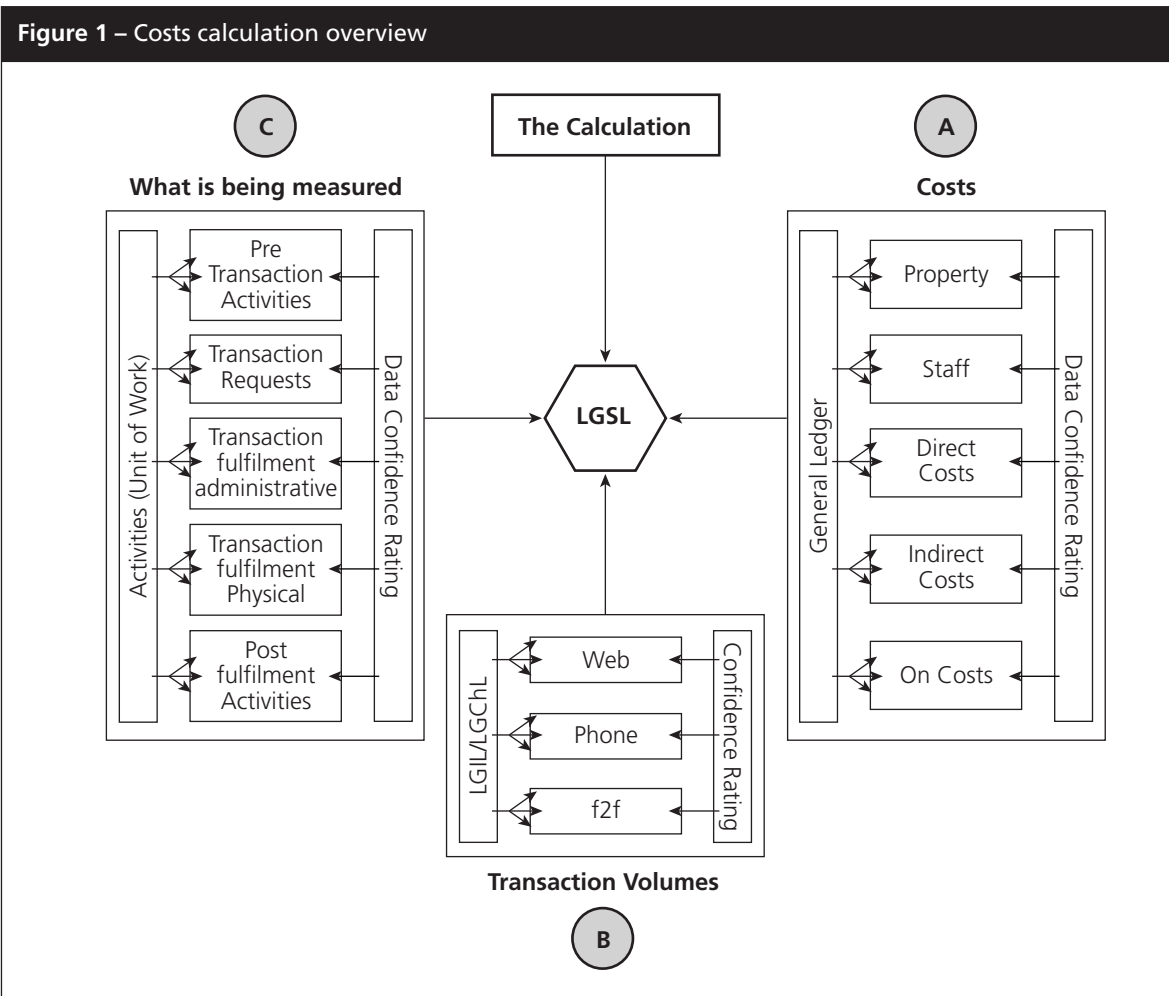 Figure 1 – Costs calculation overview
C
What is being measured
Activities (Unit of Work)
Pre
Transaction
Activities
Transaction
Requests
Transaction
fulfilment
administrative
Transaction
fulfilment
Physical
Post
fulfilment
Activities
Data Confidence Rating
The Calculation
LGSL
A
Costs
General Ledger
Property
Staff
Direct
Costs
Indirect
Costs
On Costs
Data Confidence Rating
LGIL/LGChL
Web
Phone
f2f
Confidence Rating
Transaction Volumes
B